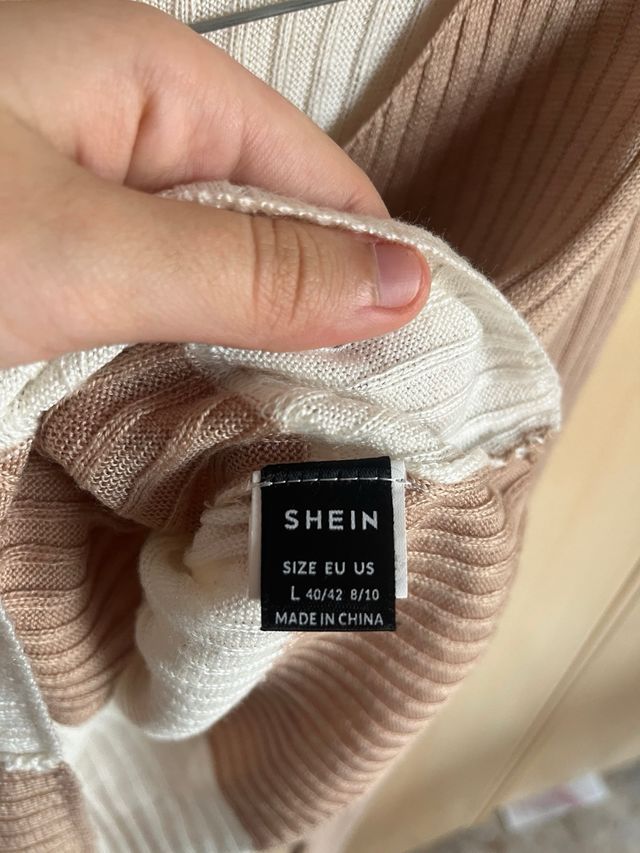 SHEIN
SIZE EU US
L 40/42 8/10
MADE IN CHINA